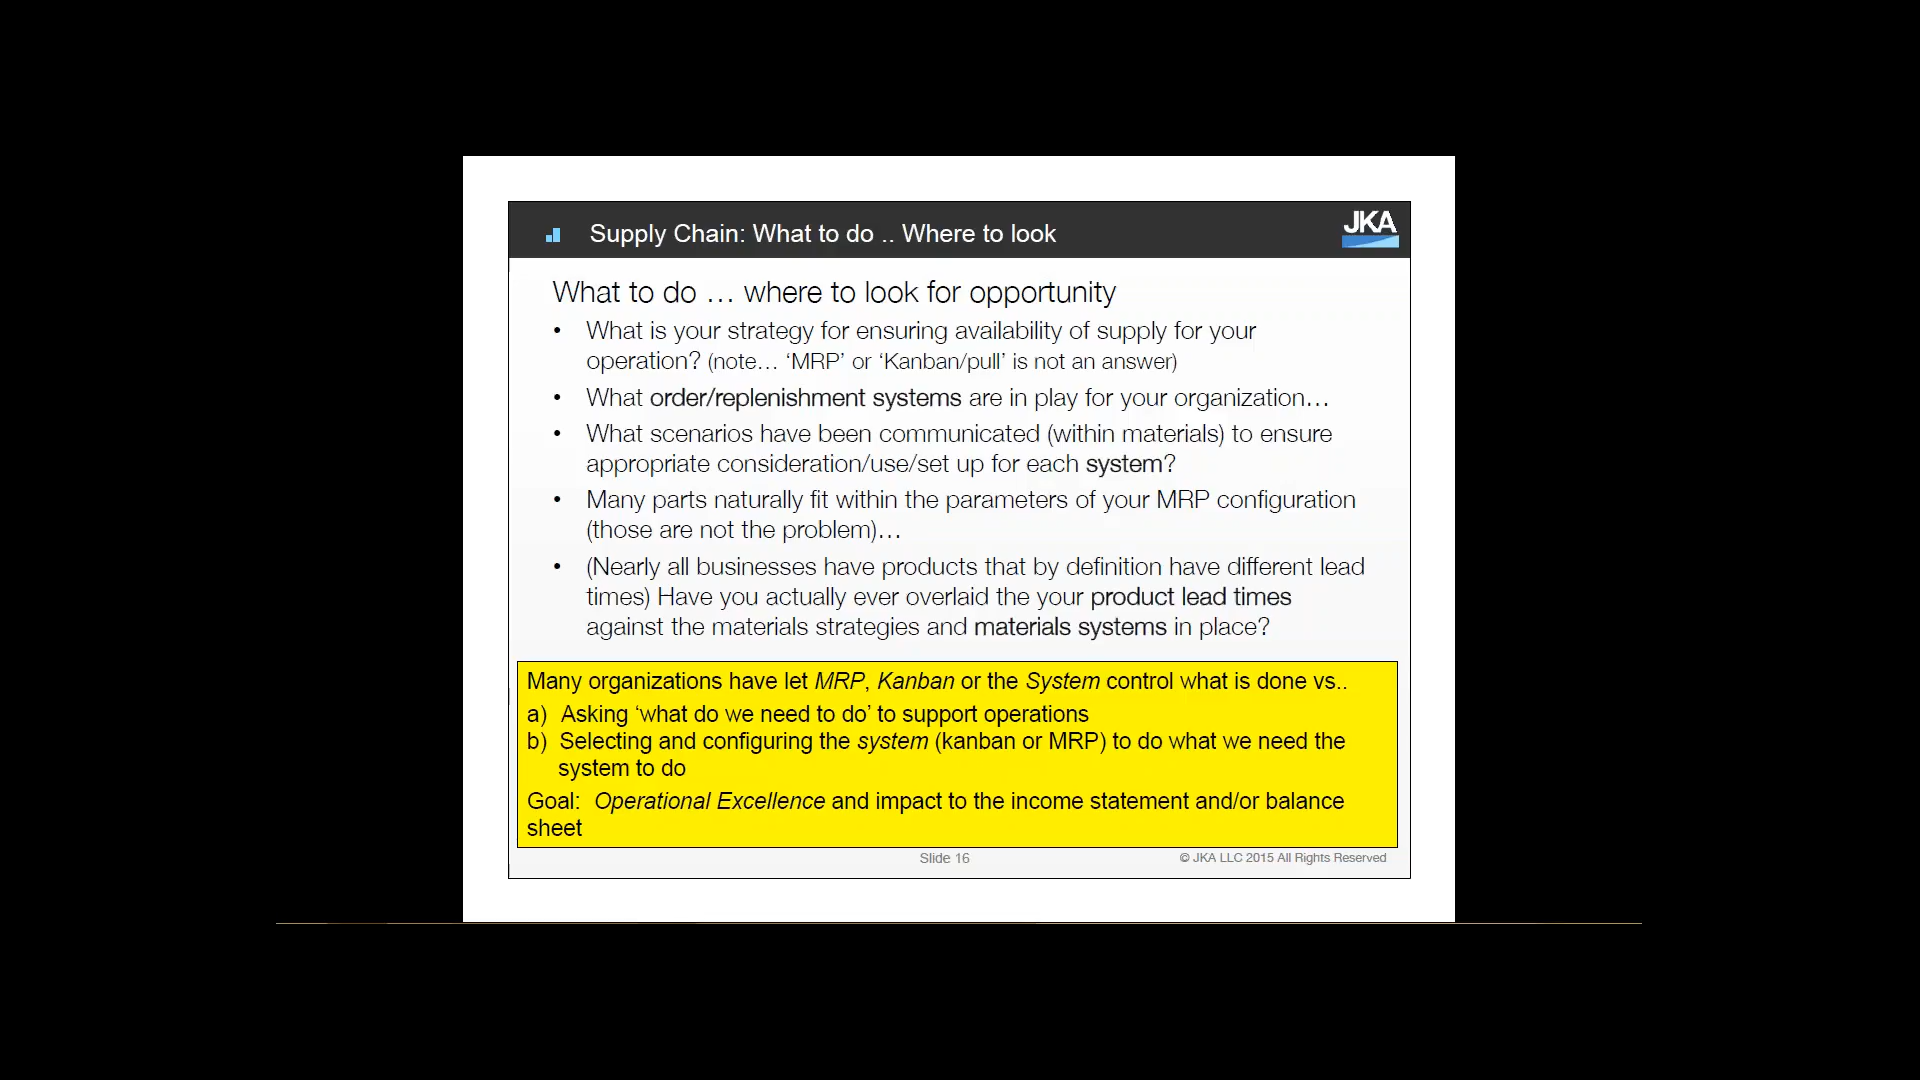 Supply Chain: What to do .. Where to look
JKA
What to do … where to look for opportunity
• What is your strategy for ensuring availability of supply for your
operation? (note… ‘MRP’ or ‘Kanban/pull’ is not an answer)
• What order/replenishment systems are in play for your organization…
• What scenarios have been communicated (within materials) to ensure
appropriate consideration/use/set up for each system?
• Many parts naturally fit within the parameters of your MRP configuration
(those are not the problem)…
• (Nearly all businesses have products that by definition have different lead
times) Have you actually ever overlaid the your product lead times
against the materials strategies and materials systems in place?
Many organizations have let MRP, Kanban or the System control what is done vs..
a) Asking ‘what do we need to do’ to support operations
b) Selecting and configuring the system (kanban or MRP) to do what we need the
system to do
Goal: Operational Excellence and impact to the income statement and/or balance
sheet
Slide 16
© JKA LLC 2015 All Rights Reserved